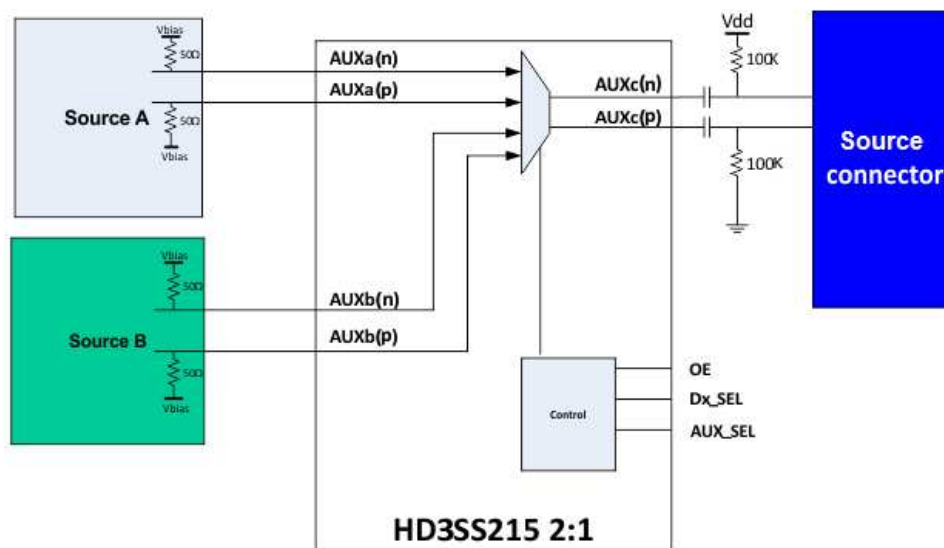 Vbias
50Ω
Source A
50Ω
Vbias
AUXa(n)
AUXa(p)
AUXc(n)
AUXc(p)
Vdd
100K
100K
Source
connector
Vbias
50Ω
Source B
50Ω
Vbias
AUXb(n)
AUXb(p)
Control
OE
Dx_SEL
AUX_SEL
HD3SS215 2:1